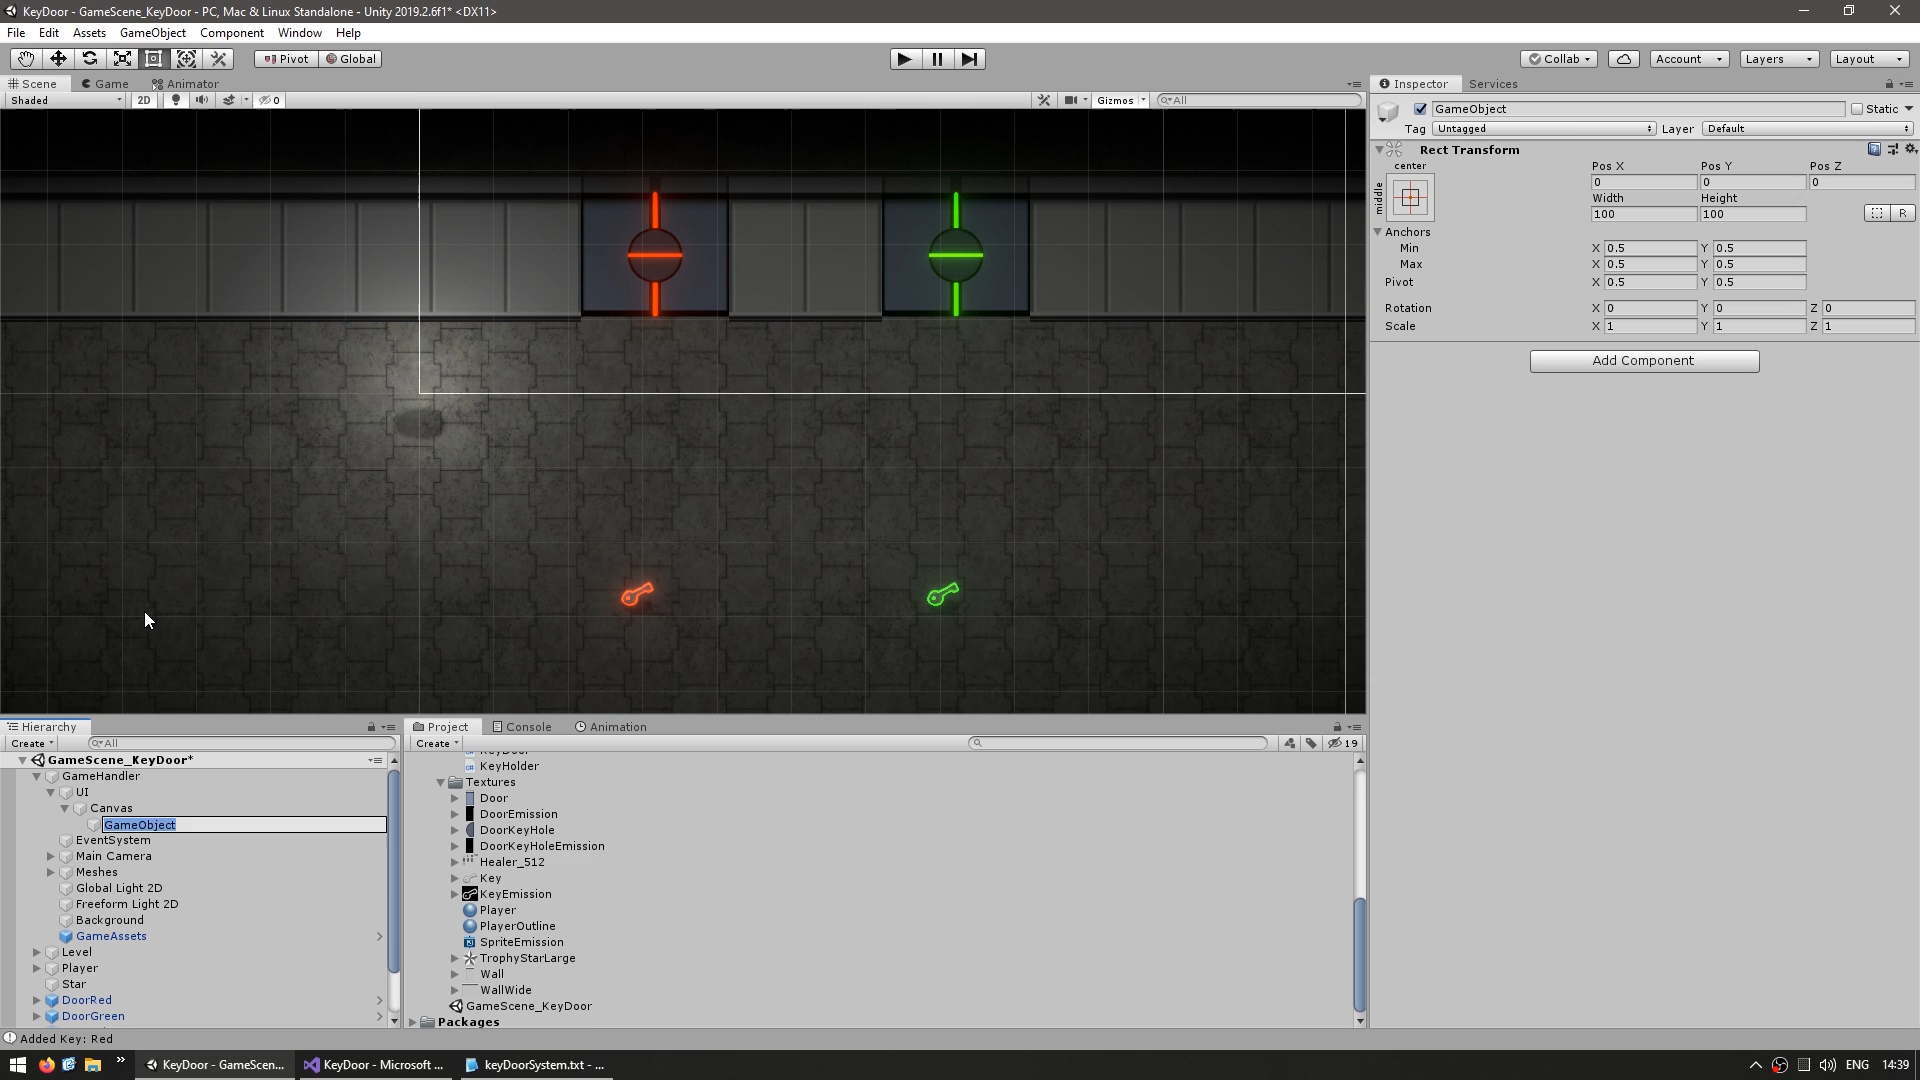 KeyDoor - GameScene_KeyDoor - PC, Mac & Linux Standalone - Unity 2019.2.6f1* <DX11>
File Edit Assets GameObject Component Window Help
Pivot Global Collab Account Layers Layout
Scene Game Animator
Shaded 2D 0 Gizmos All
Inspector Services
GameObject Static
Tag Untagged Layer Default
Rect Transform
center Pos X Pos Y Pos Z
middle 0 0 0
Width Height
100 100 R
Anchors
Min X 0.5 Y 0.5
Max X 0.5 Y 0.5
Pivot X 0.5 Y 0.5
Rotation X 0 Y 0 Z 0
Scale X 1 Y 1 Z 1
Add Component
Hierarchy
Create All
GameScene_KeyDoor*
GameHandler
UI
Canvas
GameObject
EventSystem
Main Camera
Meshes
Global Light 2D
Freeform Light 2D
Background
GameAssets
Level
Player
Star
DoorRed
DoorGreen
Project Console Animation
Create 19
KeyDoor
KeyHolder
Textures
Door
DoorEmission
DoorKeyHole
DoorKeyHoleEmission
Healer_512
Key
KeyEmission
Player
PlayerOutline
SpriteEmission
TrophyStarLarge
Wall
WallWide
GameScene_KeyDoor
Packages
Added Key: Red
KeyDoor - GameScen... KeyDoor - Microsoft ... keyDoorSystem.txt - ... ENG 14:39